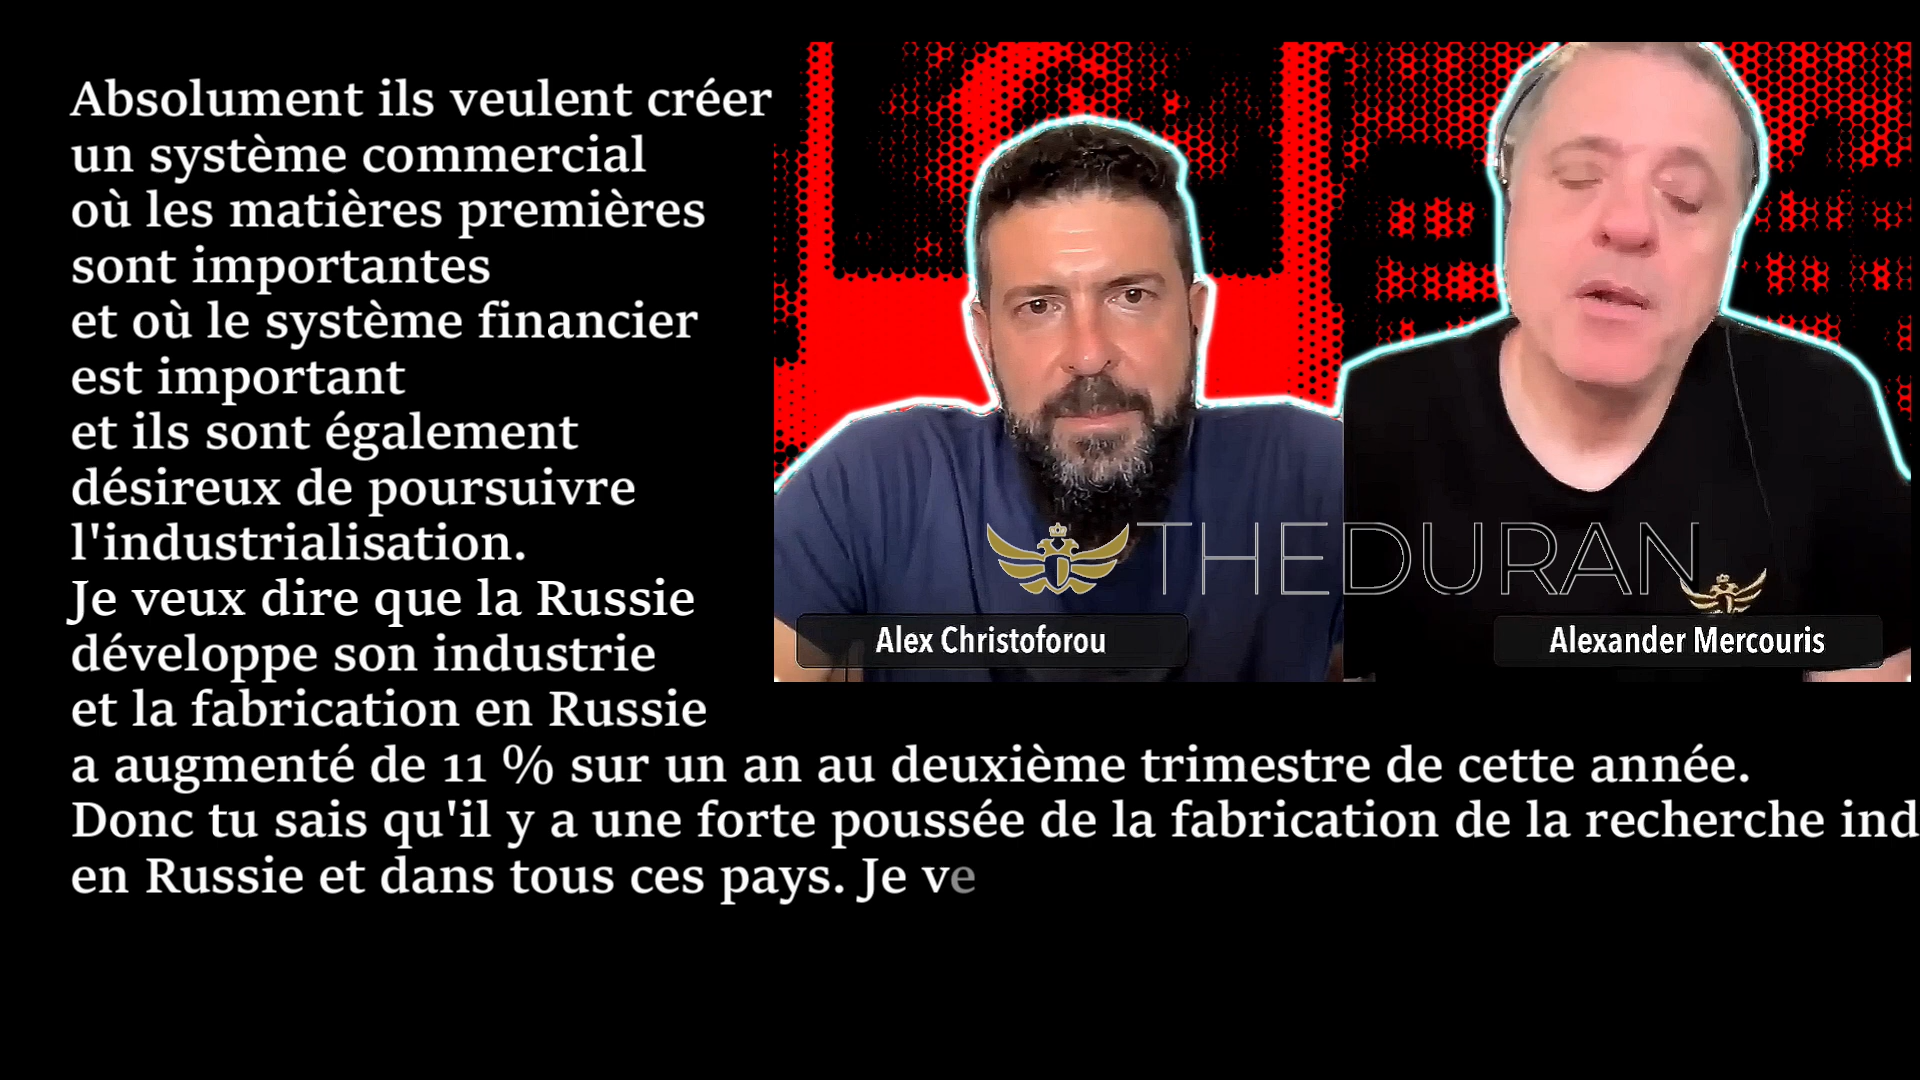 Absolument ils veulent créer
un système commercial
où les matières premières
sont importantes
et où le système financier
est important
et ils sont également
désireux de poursuivre
l'industrialisation.
Je veux dire que la Russie
développe son industrie
et la fabrication en Russie
a augmenté de 11 % sur un an au deuxième trimestre de cette année.
Donc tu sais qu'il y a une forte poussée de la fabrication de la recherche ind
en Russie et dans tous ces pays. Je ve
THEDURAN
Alex Christoforou
Alexander Mercouris